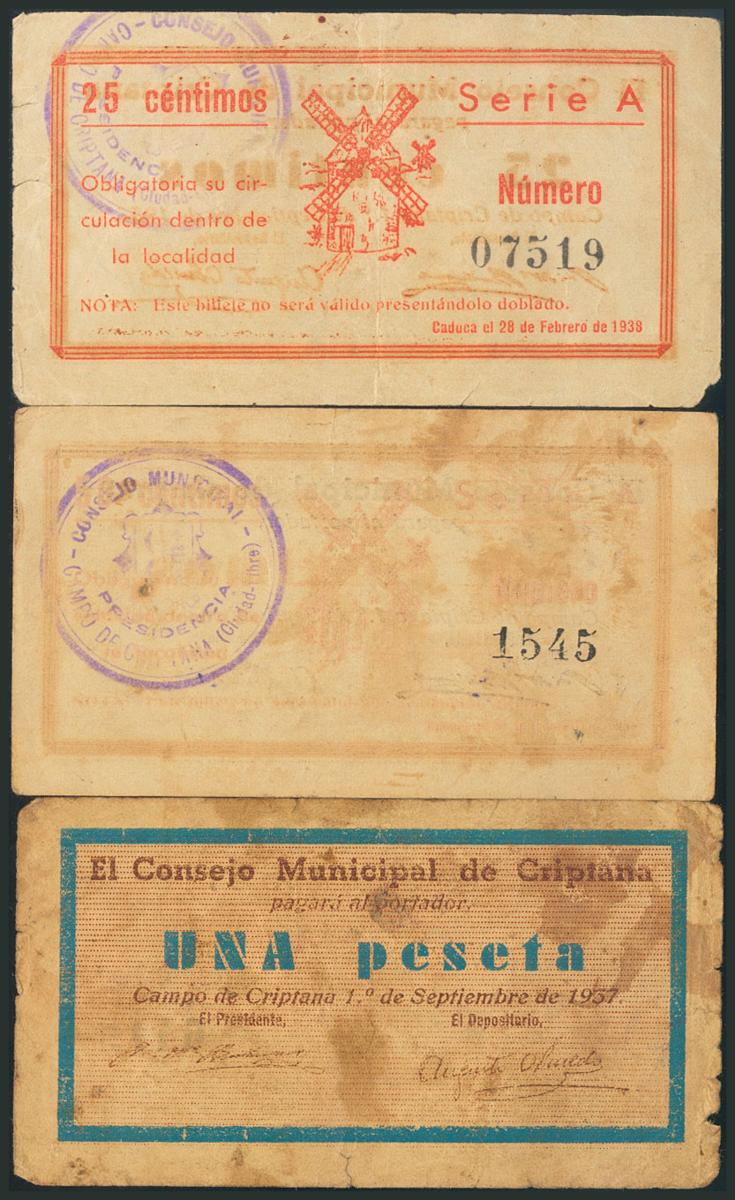 25 céntimos
Serie A
Obligatoria su cir-
culación dentro de
la localidad
Número
07519
NOTA: Este billete no será válido presentándolo doblado.
Caduca el 28 de Febrero de 1938
- CONSEJO MUNICIPAL -
PRESIDENCIA
CAMPO DE CRIPTANA (Ciudad-Libre)
1545
El Consejo Municipal de Criptana
pagará al portador,
UNA peseta
Campo de Criptana 1.º de Septiembre de 1937.
El Presidente,
El Depositario,
Augusto Olmedo